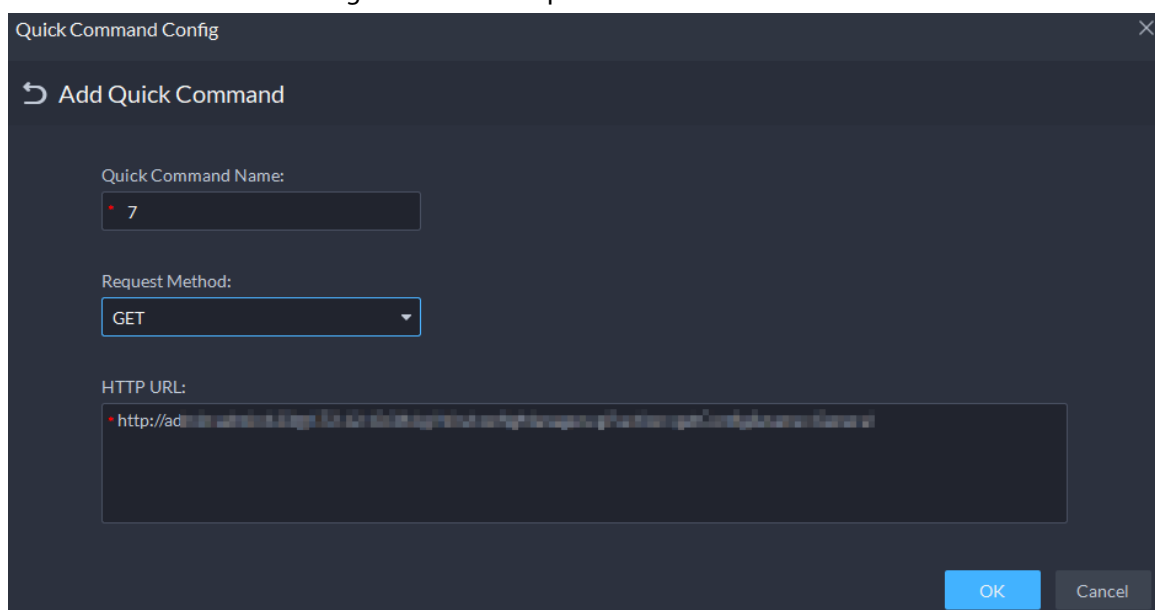 Quick Command Config
Add Quick Command
Quick Command Name:
* 7
Request Method:
GET
HTTP URL:
* http://ad
OK
Cancel